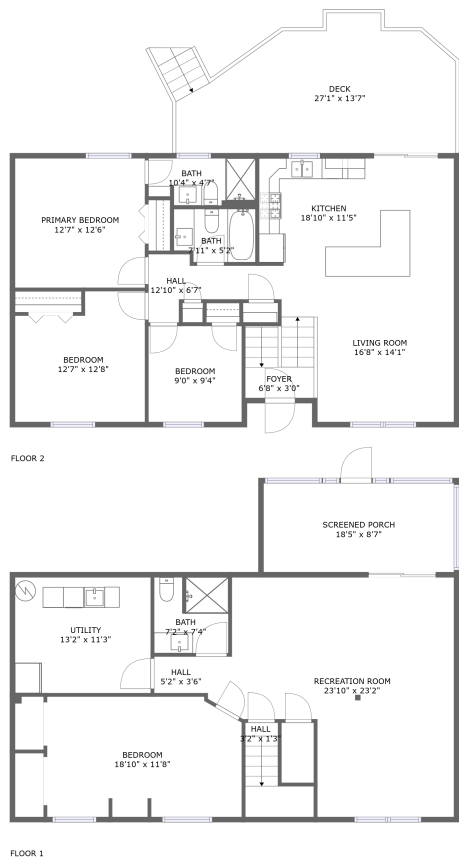 DECK
27'1" x 13'7"
BATH
10'4" x 4'7"
KITCHEN
18'10" x 11'5"
PRIMARY BEDROOM
12'7" x 12'6"
BATH
7'11" x 5'2"
HALL
12'10" x 6'7"
LIVING ROOM
16'8" x 14'1"
BEDROOM
12'7" x 12'8"
BEDROOM
9'0" x 9'4"
FOYER
6'8" x 3'0"
FLOOR 2
SCREENED PORCH
18'5" x 8'7"
UTILITY
13'2" x 11'3"
BATH
7'2" x 7'4"
HALL
5'2" x 3'6"
RECREATION ROOM
23'10" x 23'2"
HALL
3'2" x 1'3"
BEDROOM
18'10" x 11'8"
FLOOR 1